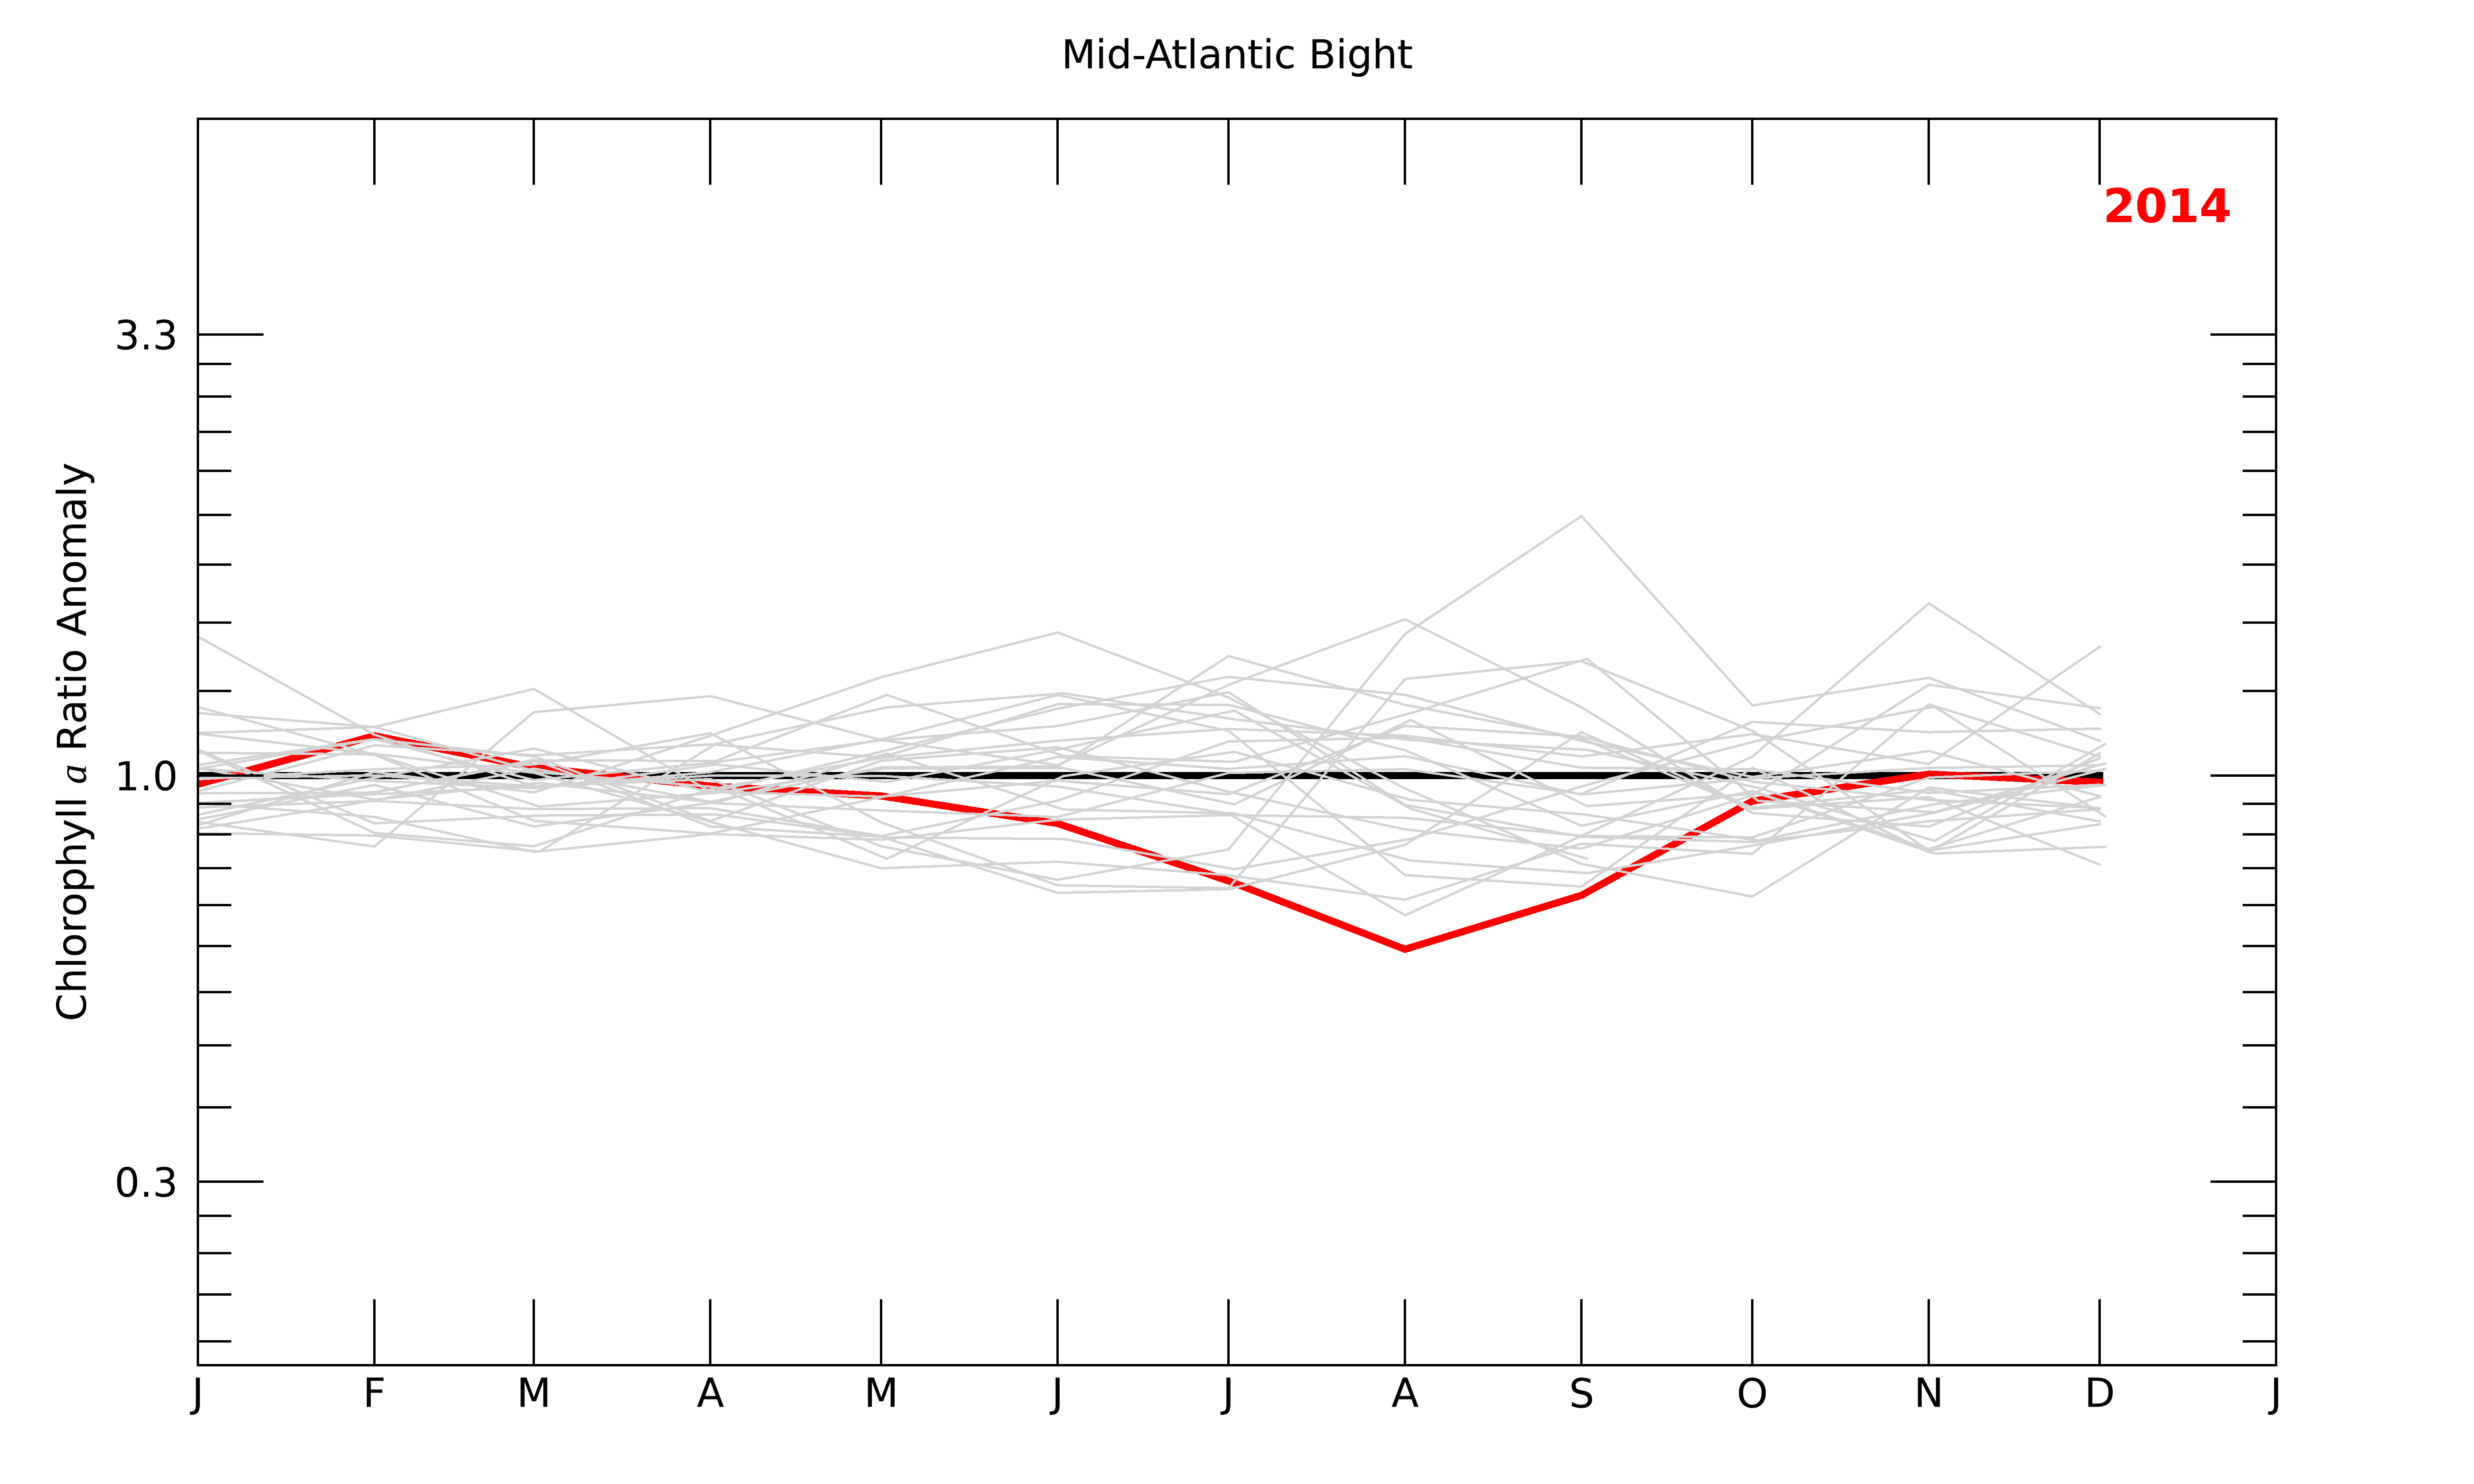 Mid-Atlantic Bight
2014
Chlorophyll a Ratio Anomaly
3.3
1.0
0.3
J F M A M J J A S O N D J